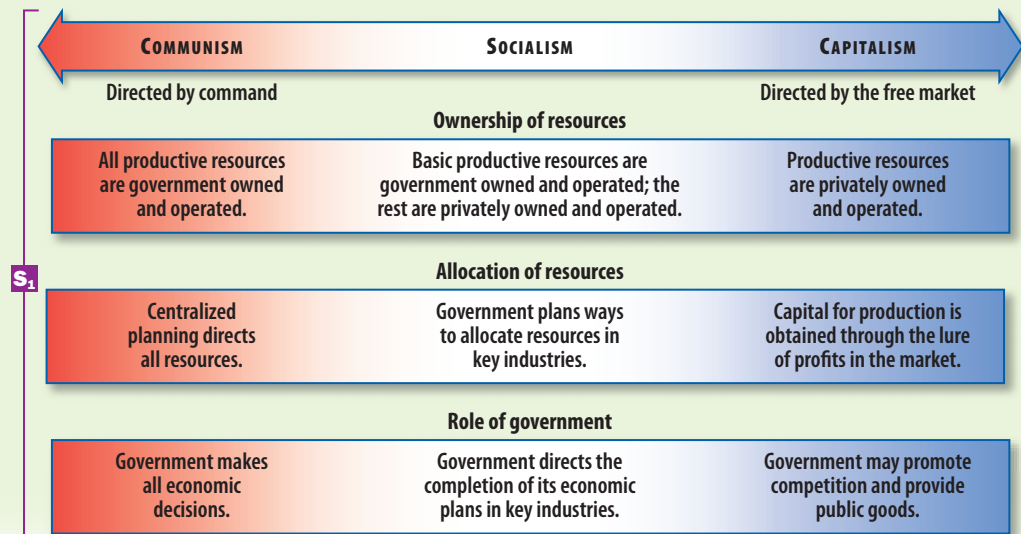 COMMUNISM
SOCIALISM
CAPITALISM
Directed by command
Directed by the free market
Ownership of resources
All productive resources
are government owned
and operated.
Basic productive resources are
government owned and operated; the
rest are privately owned and operated.
Productive resources
are privately owned
and operated.
S₁
Allocation of resources
Centralized
planning directs
all resources.
Government plans ways
to allocate resources in
key industries.
Capital for production is
obtained through the lure
of profits in the market.
Role of government
Government makes
all economic
decisions.
Government directs the
completion of its economic
plans in key industries.
Government may promote
competition and provide
public goods.